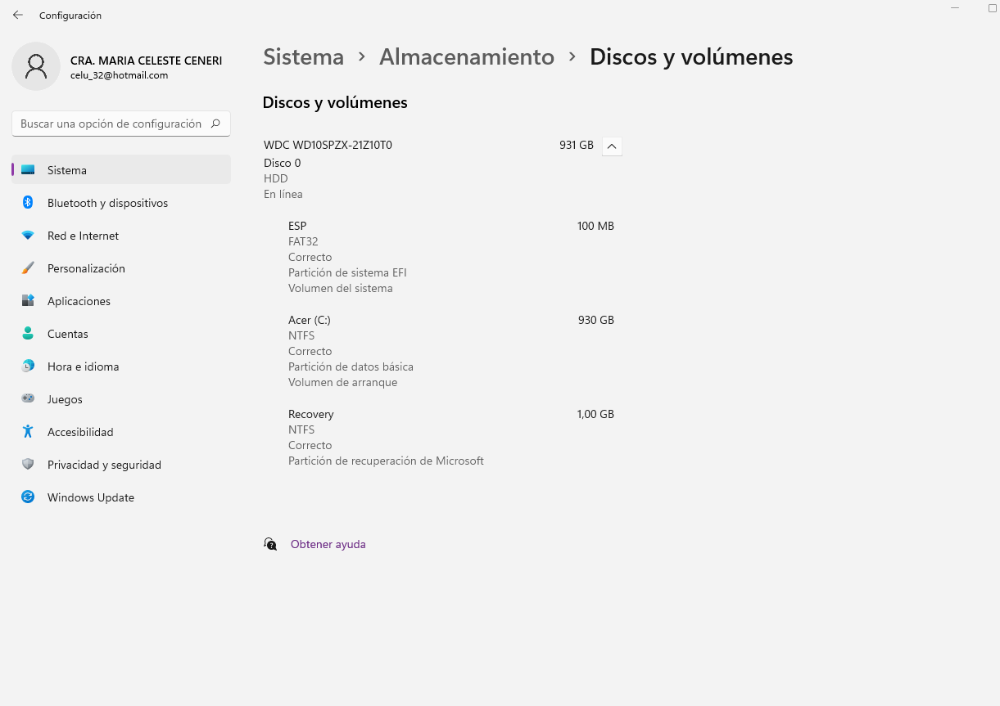 Configuración
CRA. MARIA CELESTE CENERI
celu_32@hotmail.com
Buscar una opción de configuración
Sistema
Bluetooth y dispositivos
Red e Internet
Personalización
Aplicaciones
Cuentas
Hora e idioma
Juegos
Accesibilidad
Privacidad y seguridad
Windows Update
Sistema > Almacenamiento > Discos y volúmenes
Discos y volúmenes
WDC WD10SPZX-21Z10T0 931 GB
Disco 0
HDD
En línea
ESP 100 MB
FAT32
Correcto
Partición de sistema EFI
Volumen del sistema
Acer (C:) 930 GB
NTFS
Correcto
Partición de datos básica
Volumen de arranque
Recovery 1,00 GB
NTFS
Correcto
Partición de recuperación de Microsoft
Obtener ayuda